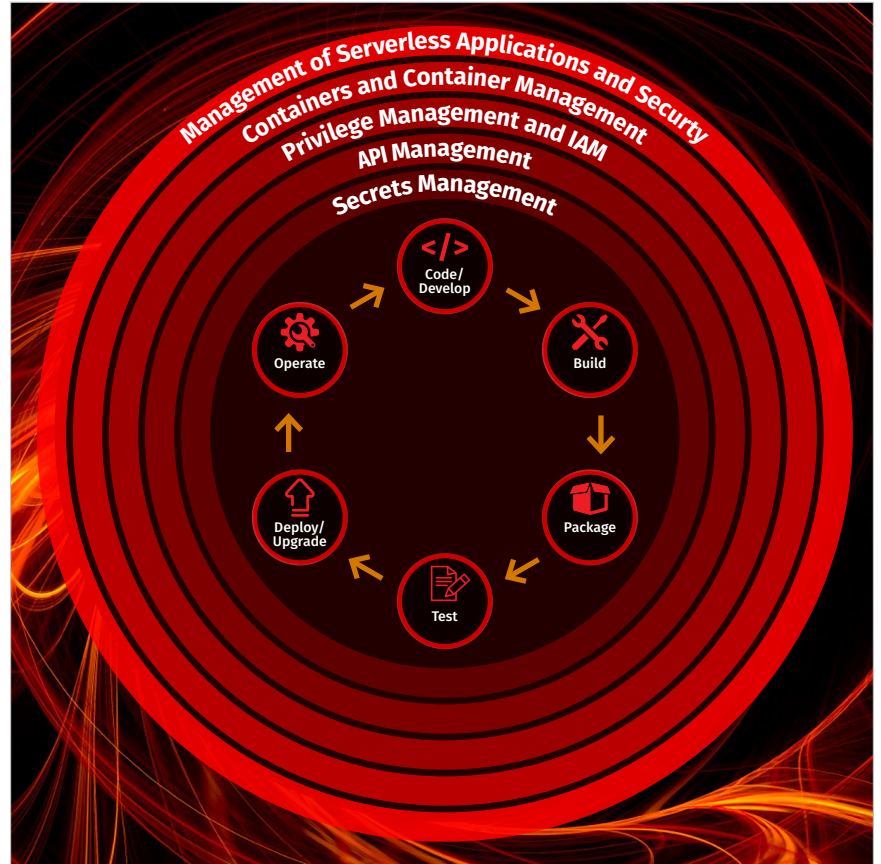 Management of Serverless Applications and Securty
Containers and Container Management
Privilege Management and IAM
API Management
Secrets Management
</>
Code/
Develop
Operate
Build
Deploy/
Upgrade
Package
Test